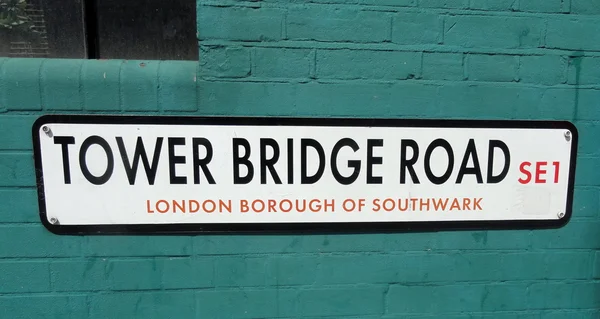 TOWER BRIDGE ROAD SE1
LONDON BOROUGH OF SOUTHWARK